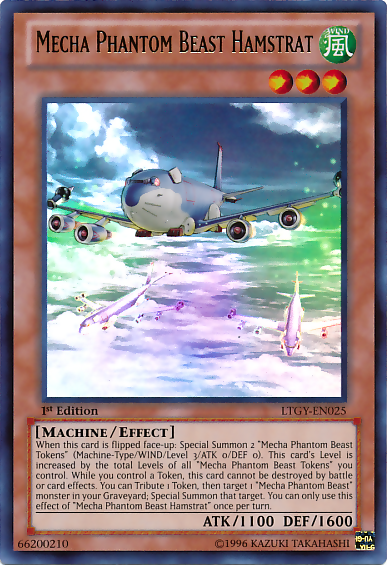 MECHA PHANTOM BEAST HAMSTRAT
WIND
風
1st Edition
LTGY-EN025
[MACHINE/EFFECT]
When this card is flipped face-up: Special Summon 2 "Mecha Phantom Beast
Tokens" (Machine-Type/WIND/Level 3/ATK 0/DEF 0). This card's Level is
increased by the total Levels of all "Mecha Phantom Beast Tokens" you
control. While you control a Token, this card cannot be destroyed by battle
or card effects. You can Tribute 1 Token, then target 1 "Mecha Phantom Beast"
monster in your Graveyard; Special Summon that target. You can only use this
effect of "Mecha Phantom Beast Hamstrat" once per turn.
ATK/1100 DEF/1600
66200210
©1996 KAZUKI TAKAHASHI